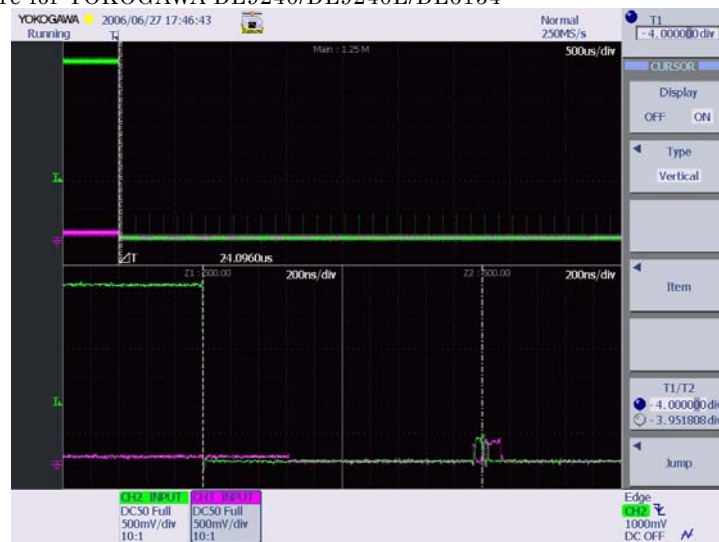 re for YOKOGAWA DL9240/DL9240L/DL6154
YOKOGAWA 2006/06/27 17:46:43
Running
Normal
250MS/s
T1
-4.000000div
Main : 1.25 M
500us/div
CURSOR
Display
OFF ON
Type
Vertical
Item
T1/T2
-4.000000div
-3.951808div
Jump
⊿T 24.0960us
Z1 : 500.00
200ns/div
Z2 : 500.00
200ns/div
CH2 INPUT
DC50 Full
500mV/div
10:1
CH3 INPUT
DC50 Full
500mV/div
10:1
Edge
CH2
1000mV
DC OFF